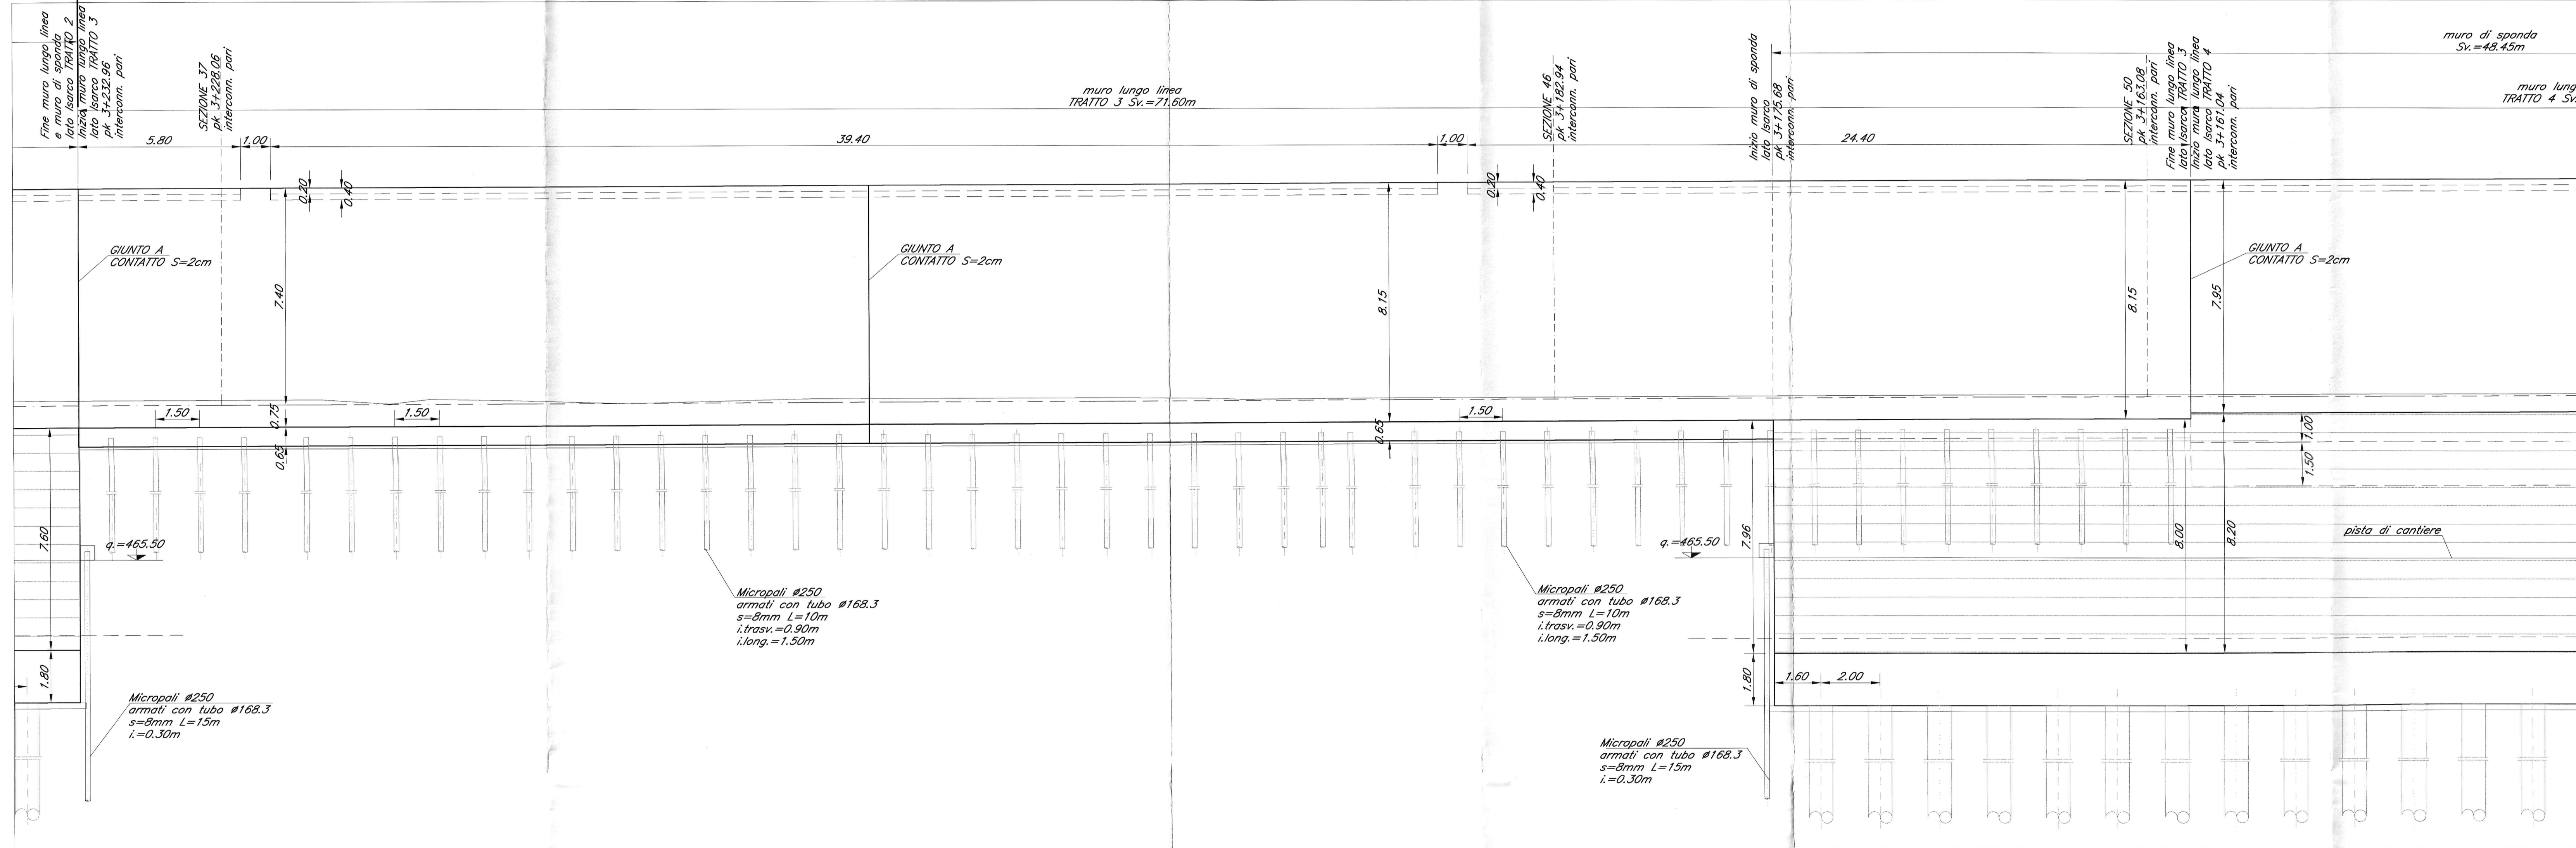 Fine muro lungo linea
e muro di sponda
lato Isarco TRATTO 2
Inizio muro lungo linea
lato Isarco TRATTO 3
pk 3+232.96
interconn. pari
SEZIONE 37
pk 3+228.06
interconn. pari
muro lungo linea
TRATTO 3 Sv.=71.60m
SEZIONE 46
pk 3+182.94
interconn. pari
Inizio muro di sponda
lato Isarco
pk 3+175.68
interconn. pari
SEZIONE 50
pk 3+163.08
interconn. pari
Fine muro lungo linea
lato Isarco TRATTO 3
Inizio muro lungo linea
lato Isarco TRATTO 4
pk 3+161.04
interconn. pari
muro di sponda
Sv.=48.45m
muro lung
TRATTO 4 Sv.
5.80
1.00
39.40
1.00
24.40
0.20
0.40
0.20
0.40
GIUNTO A
CONTATTO S=2cm
GIUNTO A
CONTATTO S=2cm
GIUNTO A
CONTATTO S=2cm
7.40
8.15
8.15
7.95
1.50
0.75
1.50
1.50
0.65
0.65
1.00
1.50
7.60
q.=465.50
q.=465.50
7.96
8.00
8.20
pista di cantiere
Micropali ø250
armati con tubo ø168.3
s=8mm L=10m
i.trasv.=0.90m
i.long.=1.50m
Micropali ø250
armati con tubo ø168.3
s=8mm L=10m
i.trasv.=0.90m
i.long.=1.50m
1.80
1.80
1.60
2.00
Micropali ø250
armati con tubo ø168.3
s=8mm L=15m
i.=0.30m
Micropali ø250
armati con tubo ø168.3
s=8mm L=15m
i.=0.30m